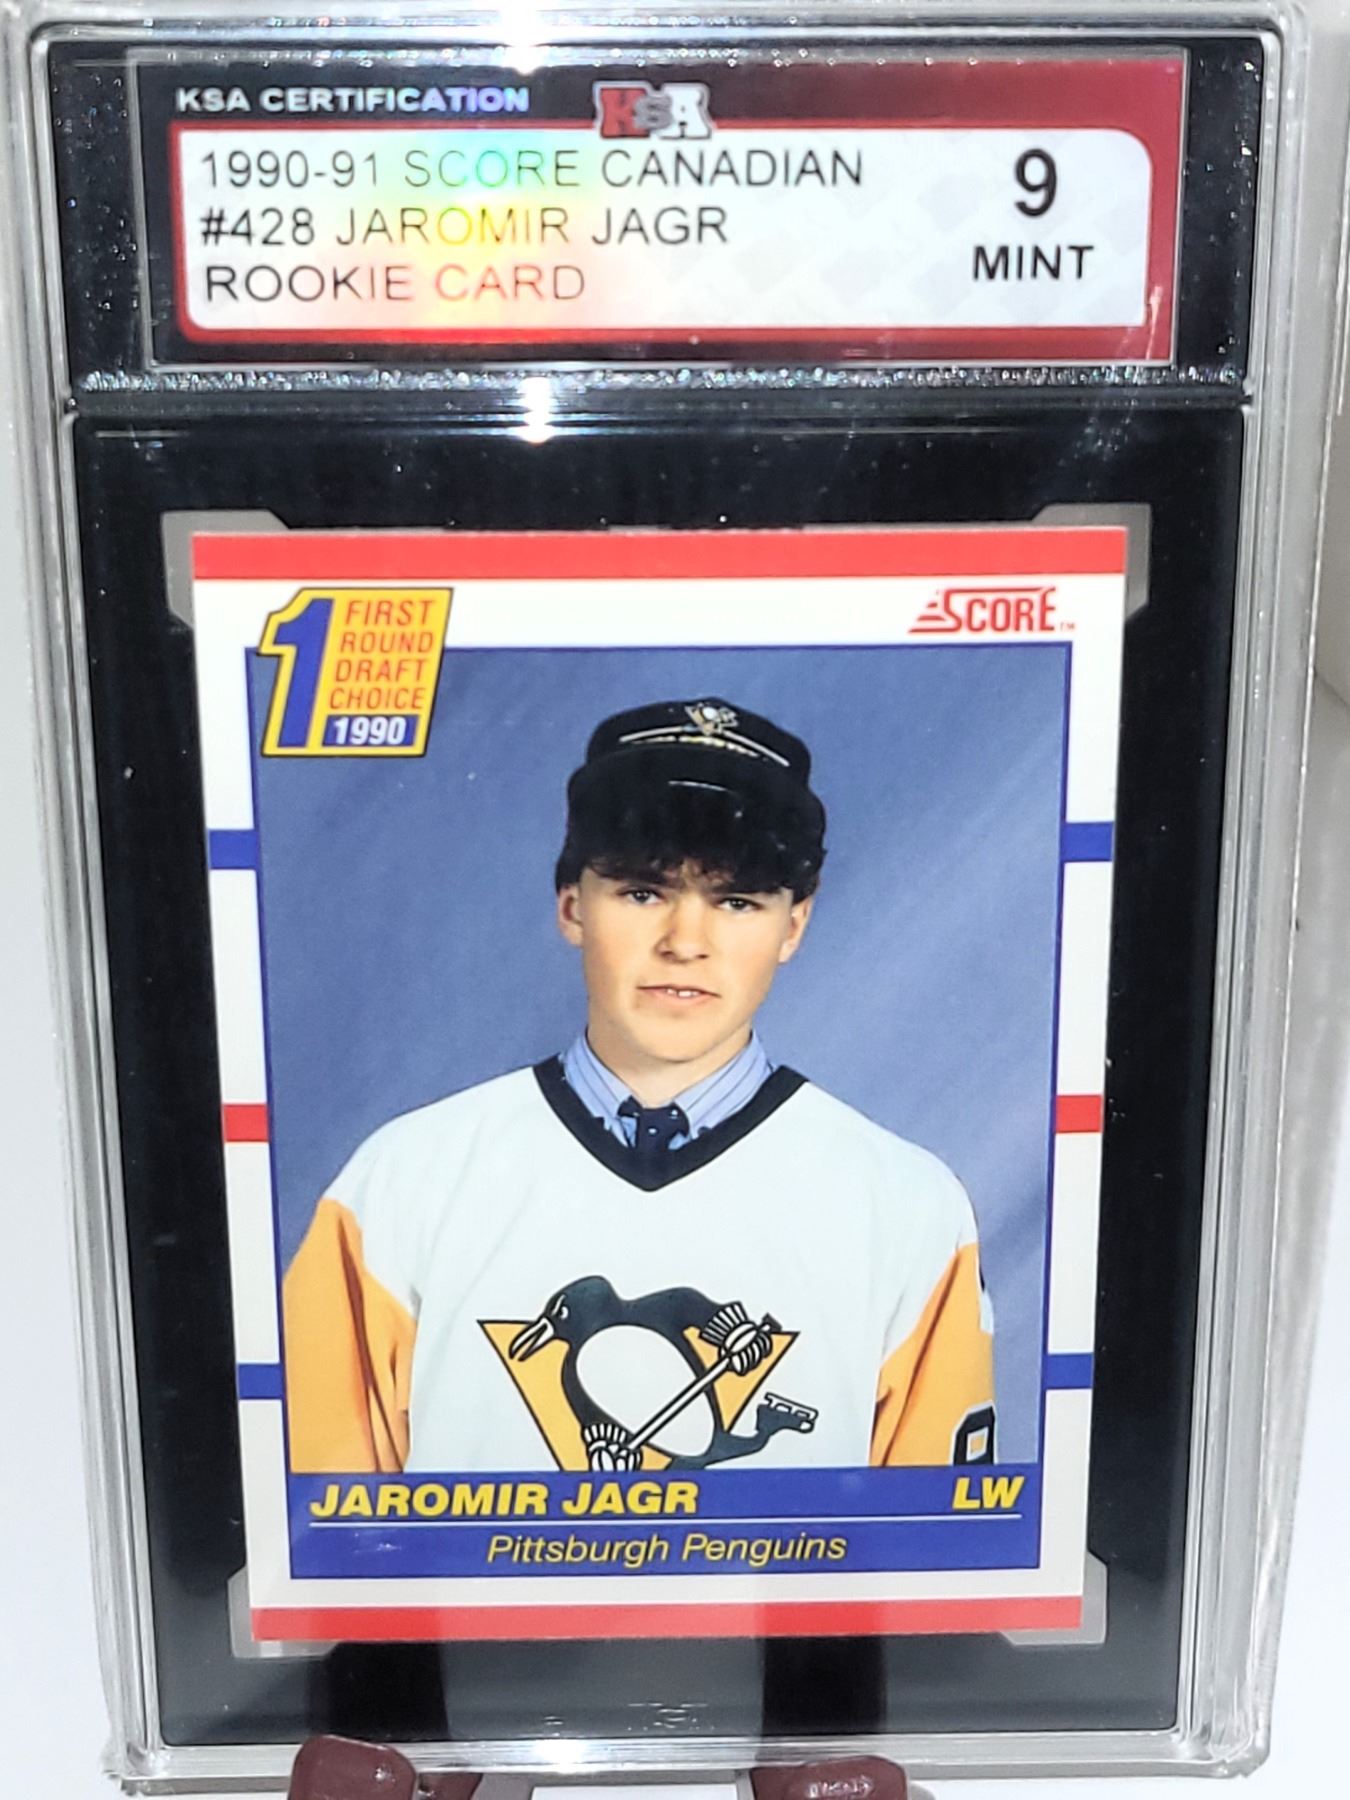 KSA CERTIFICATION
KSA
1990-91 SCORE CANADIAN
#428 JAROMIR JAGR
ROOKIE CARD
9
MINT
1 FIRST
ROUND
DRAFT
CHOICE
1990
SCORE™
JAROMIR JAGR LW
Pittsburgh Penguins